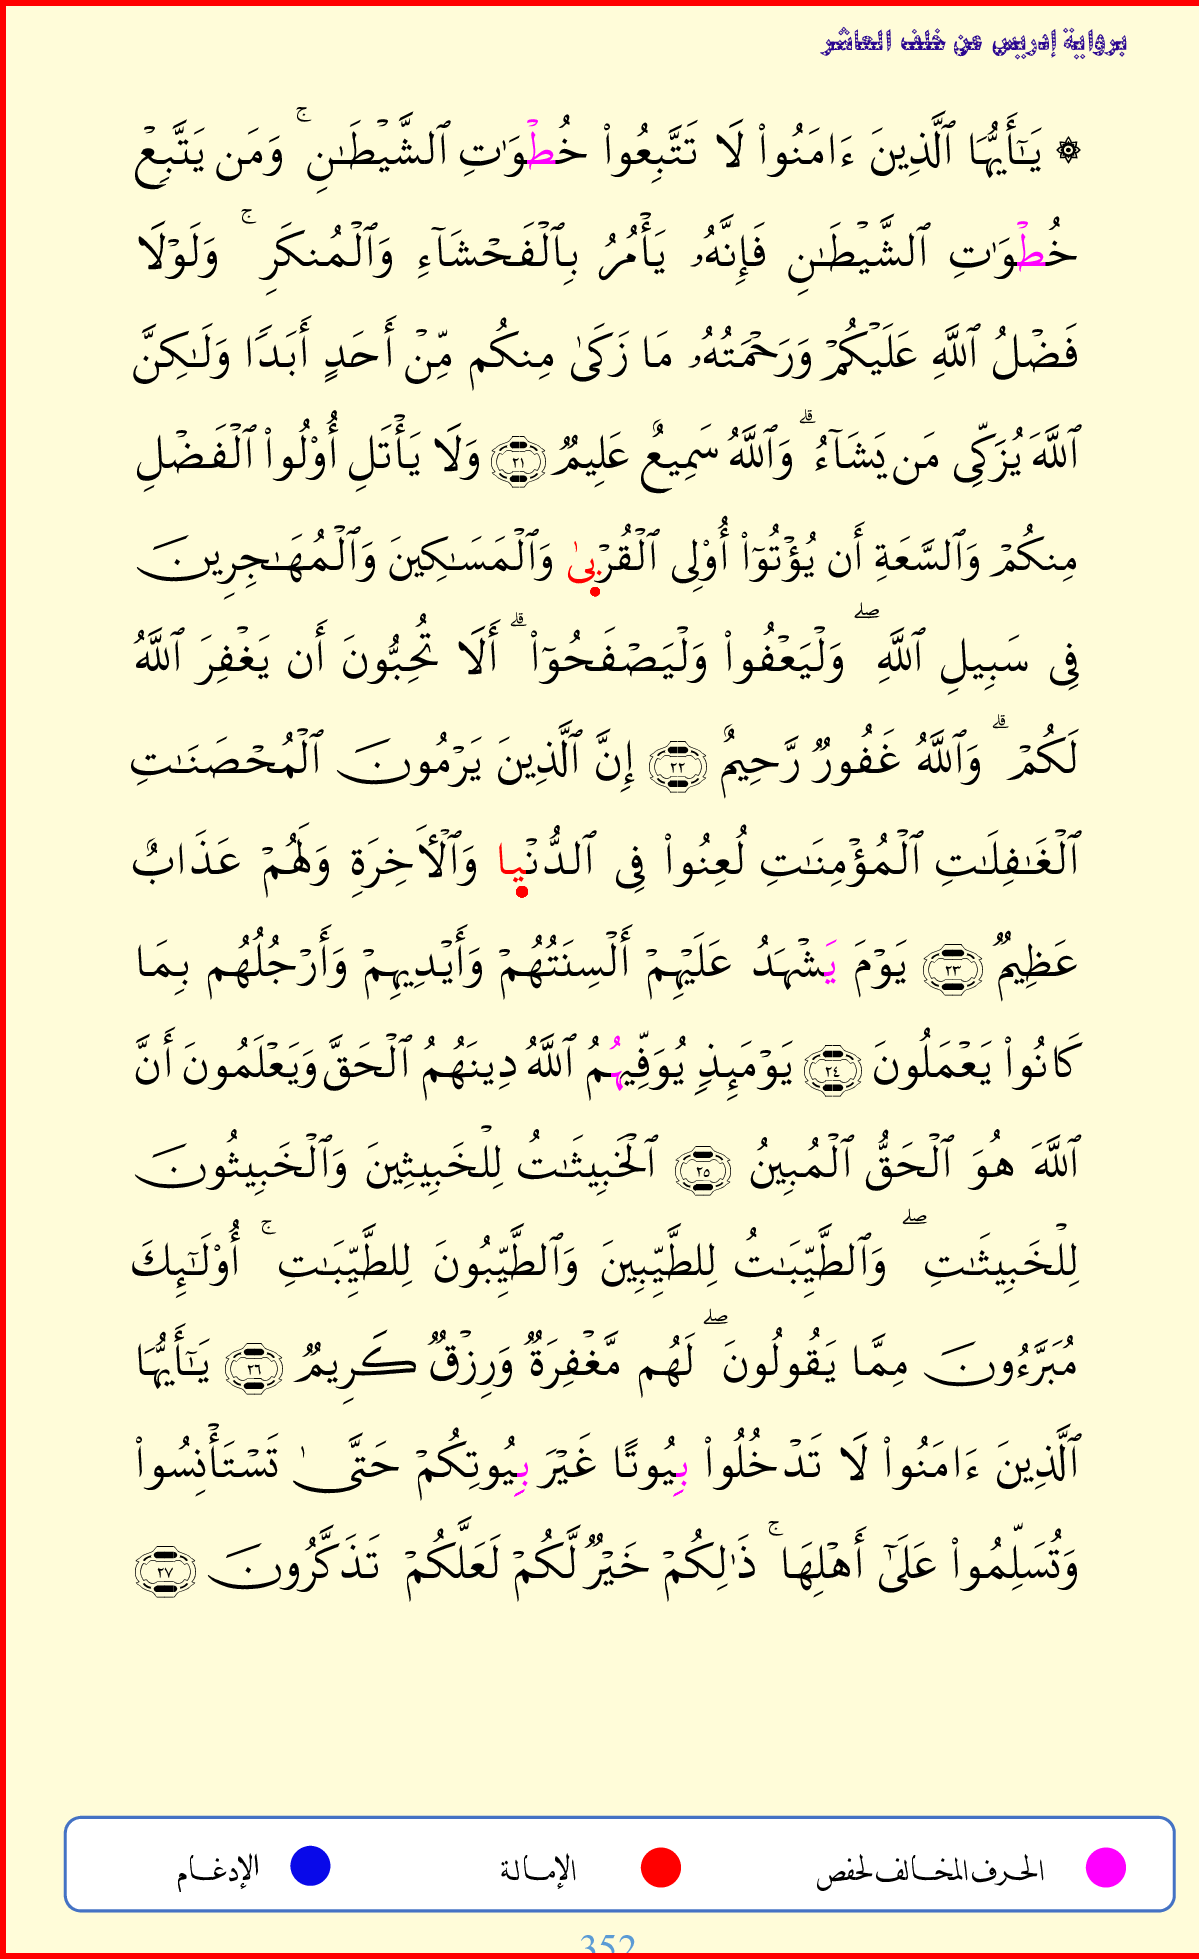 برواية إدريس عن خلف العاشر
۞ يَـٰٓأَيُّهَا ٱلَّذِينَ ءَامَنُوا۟ لَا تَتَّبِعُوا۟ خُطْوَٰتِ ٱلشَّيْطَـٰنِ ۚ وَمَن يَتَّبِعْ
خُطْوَٰتِ ٱلشَّيْطَـٰنِ فَإِنَّهُۥ يَأْمُرُ بِٱلْفَحْشَآءِ وَٱلْمُنكَرِ ۚ وَلَوْلَا
فَضْلُ ٱللَّهِ عَلَيْكُمْ وَرَحْمَتُهُۥ مَا زَكَىٰ مِنكُم مِّنْ أَحَدٍ أَبَدًا وَلَـٰكِنَّ
ٱللَّهَ يُزَكِّى مَن يَشَآءُ ۗ وَٱللَّهُ سَمِيعٌ عَلِيمٌ ٢١ وَلَا يَأْتَلِ أُو۟لُوا۟ ٱلْفَضْلِ
مِنكُمْ وَٱلسَّعَةِ أَن يُؤْتُوٓا۟ أُو۟لِى ٱلْقُرْبَىٰ وَٱلْمَسَـٰكِينَ وَٱلْمُهَـٰجِرِينَ
فِى سَبِيلِ ٱللَّهِ ۖ وَلْيَعْفُوا۟ وَلْيَصْفَحُوٓا۟ ۗ أَلَا تُحِبُّونَ أَن يَغْفِرَ ٱللَّهُ
لَكُمْ ۗ وَٱللَّهُ غَفُورٌ رَّحِيمٌ ٢٢ إِنَّ ٱلَّذِينَ يَرْمُونَ ٱلْمُحْصَنَـٰتِ
ٱلْغَـٰفِلَـٰتِ ٱلْمُؤْمِنَـٰتِ لُعِنُوا۟ فِى ٱلدُّنْيا وَٱلْأَخِرَةِ وَلَهُمْ عَذَابٌ
عَظِيمٌ ٢٣ يَوْمَ يَشْهَدُ عَلَيْهِمْ أَلْسِنَتُهُمْ وَأَيْدِيهِمْ وَأَرْجُلُهُم بِمَا
كَانُوا۟ يَعْمَلُونَ ٢٤ يَوْمَئِذٍ يُوَفِّيهُمُ ٱللَّهُ دِينَهُمُ ٱلْحَقَّ وَيَعْلَمُونَ أَنَّ
ٱللَّهَ هُوَ ٱلْحَقُّ ٱلْمُبِينُ ٢٥ ٱلْخَبِيثَـٰتُ لِلْخَبِيثِينَ وَٱلْخَبِيثُونَ
لِلْخَبِيثَـٰتِ ۖ وَٱلطَّيِّبَـٰتُ لِلطَّيِّبِينَ وَٱلطَّيِّبُونَ لِلطَّيِّبَـٰتِ ۚ أُو۟لَـٰٓئِكَ
مُبَرَّءُونَ مِمَّا يَقُولُونَ ۖ لَهُم مَّغْفِرَةٌ وَرِزْقٌ كَرِيمٌ ٢٦ يَـٰٓأَيُّهَا
ٱلَّذِينَ ءَامَنُوا۟ لَا تَدْخُلُوا۟ بِيُوتًا غَيْرَ بِيُوتِكُمْ حَتَّىٰ تَسْتَأْنِسُوا۟
وَتُسَلِّمُوا۟ عَلَىٰٓ أَهْلِهَا ۚ ذَٰلِكُمْ خَيْرٌ لَّكُمْ لَعَلَّكُمْ تَذَكَّرُونَ ٢٧
الحرف المخالف لحفص الإمالة الإدغام
352